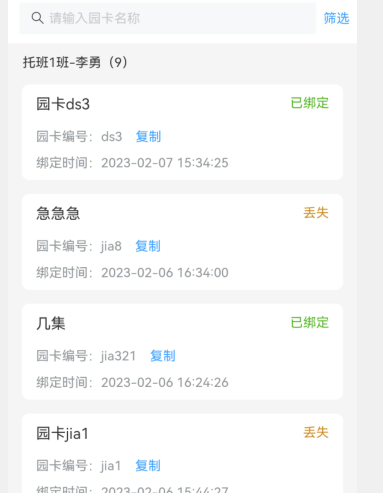 请输入园卡名称 筛选
托班1班-李勇（9）
园卡ds3 已绑定
园卡编号：ds3 复制
绑定时间：2023-02-07 15:34:25
急急急 丢失
园卡编号：jia8 复制
绑定时间：2023-02-06 16:34:00
几集 已绑定
园卡编号：jia321 复制
绑定时间：2023-02-06 16:24:26
园卡jia1 丢失
园卡编号：jia1 复制
绑定时间：2023-02-06 15:44:27